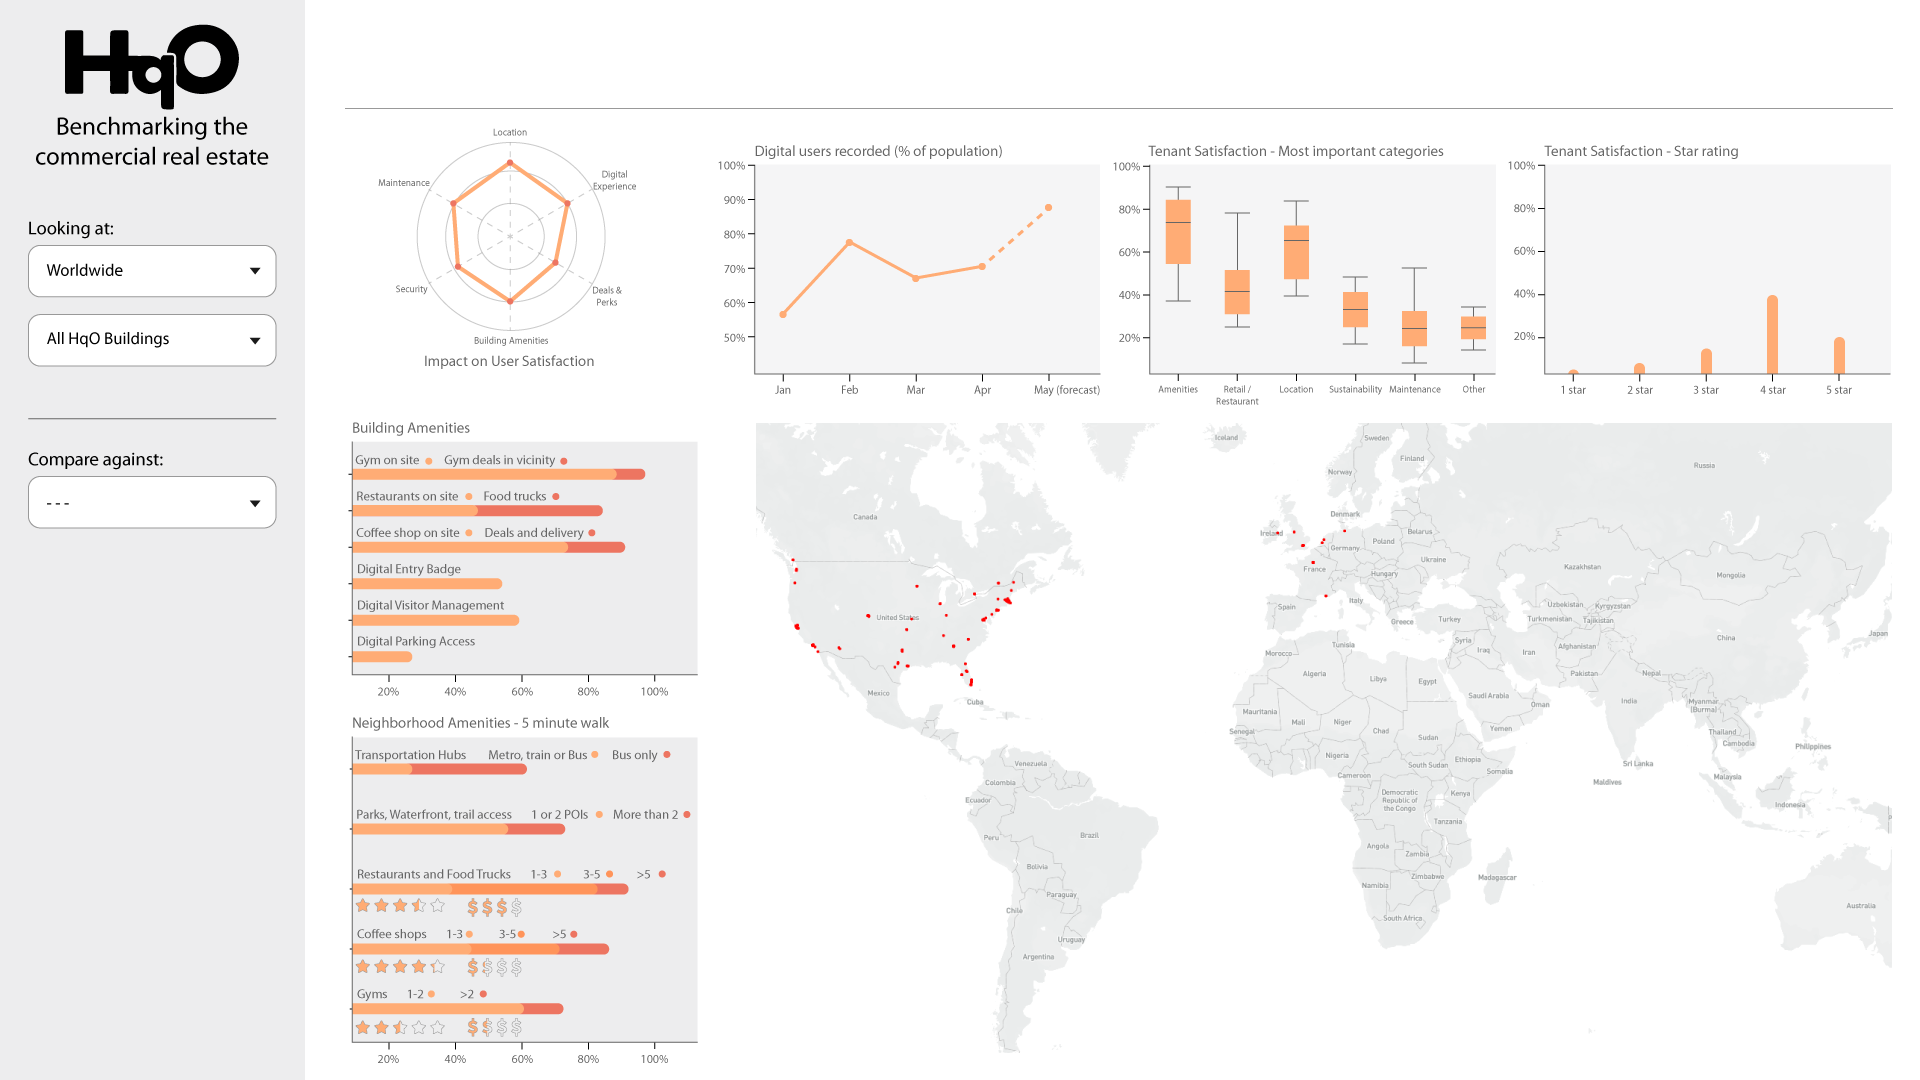 HqO
Benchmarking the
commercial real estate
Looking at:
Worldwide
All HqO Buildings
Compare against:
- - -
Location
Digital
Experience
Maintenance
Security
Deals &
Perks
Building Amenities
Impact on User Satisfaction
Digital users recorded (% of population)
100%
90%
80%
70%
60%
50%
Jan
Feb
Mar
Apr
May (forecast)
Tenant Satisfaction - Most important categories
100%
80%
60%
40%
20%
Amenities
Retail /
Restaurant
Location
Sustainability
Maintenance
Other
Tenant Satisfaction - Star rating
100%
80%
60%
40%
20%
1 star
2 star
3 star
4 star
5 star
Building Amenities
Gym on site Gym deals in vicinity
Restaurants on site Food trucks
Coffee shop on site Deals and delivery
Digital Entry Badge
Digital Visitor Management
Digital Parking Access
20% 40% 60% 80% 100%
Neighborhood Amenities - 5 minute walk
Transportation Hubs Metro, train or Bus Bus only
Parks, Waterfront, trail access 1 or 2 POIs More than 2
Restaurants and Food Trucks 1-3 3-5 >5
$ $ $ $
Coffee shops 1-3 3-5 >5
$ $ $ $
Gyms 1-2 >2
$ $ $ $
20% 40% 60% 80% 100%
Iceland
Sweden
Finland
Norway
Russia
Canada
Denmark
Ireland
Belarus
Poland
Germany
Ukraine
France
Kazakhstan
Hungary
Mongolia
Italy
Spain
Uzbekistan
Kyrgyzstan
United States
Greece
Turkey
Turkmenistan
Tajikistan
Japan
China
Syria
Tunisia
Afghanistan
Morocco
Iraq
Iran
Algeria
Libya
Egypt
Pakistan
Nepal
Mexico
Saudi Arabia
Cuba
Oman
India
Myanmar
(Burma)
Mauritania
Mali
Niger
Chad
Yemen
Senegal
Sudan
Thailand
Cambodia
Philippines
Nigeria
Ethiopia
Venezuela
South Sudan
Sri Lanka
Somalia
Cameroon
Malaysia
Colombia
Maldives
Ecuador
Democratic
Republic of
the Congo
Kenya
Indonesia
Tanzania
Peru
Brazil
Angola
Zambia
Bolivia
Zimbabwe
Madagascar
Namibia
Paraguay
Chile
Australia
South Africa
Uruguay
Argentina